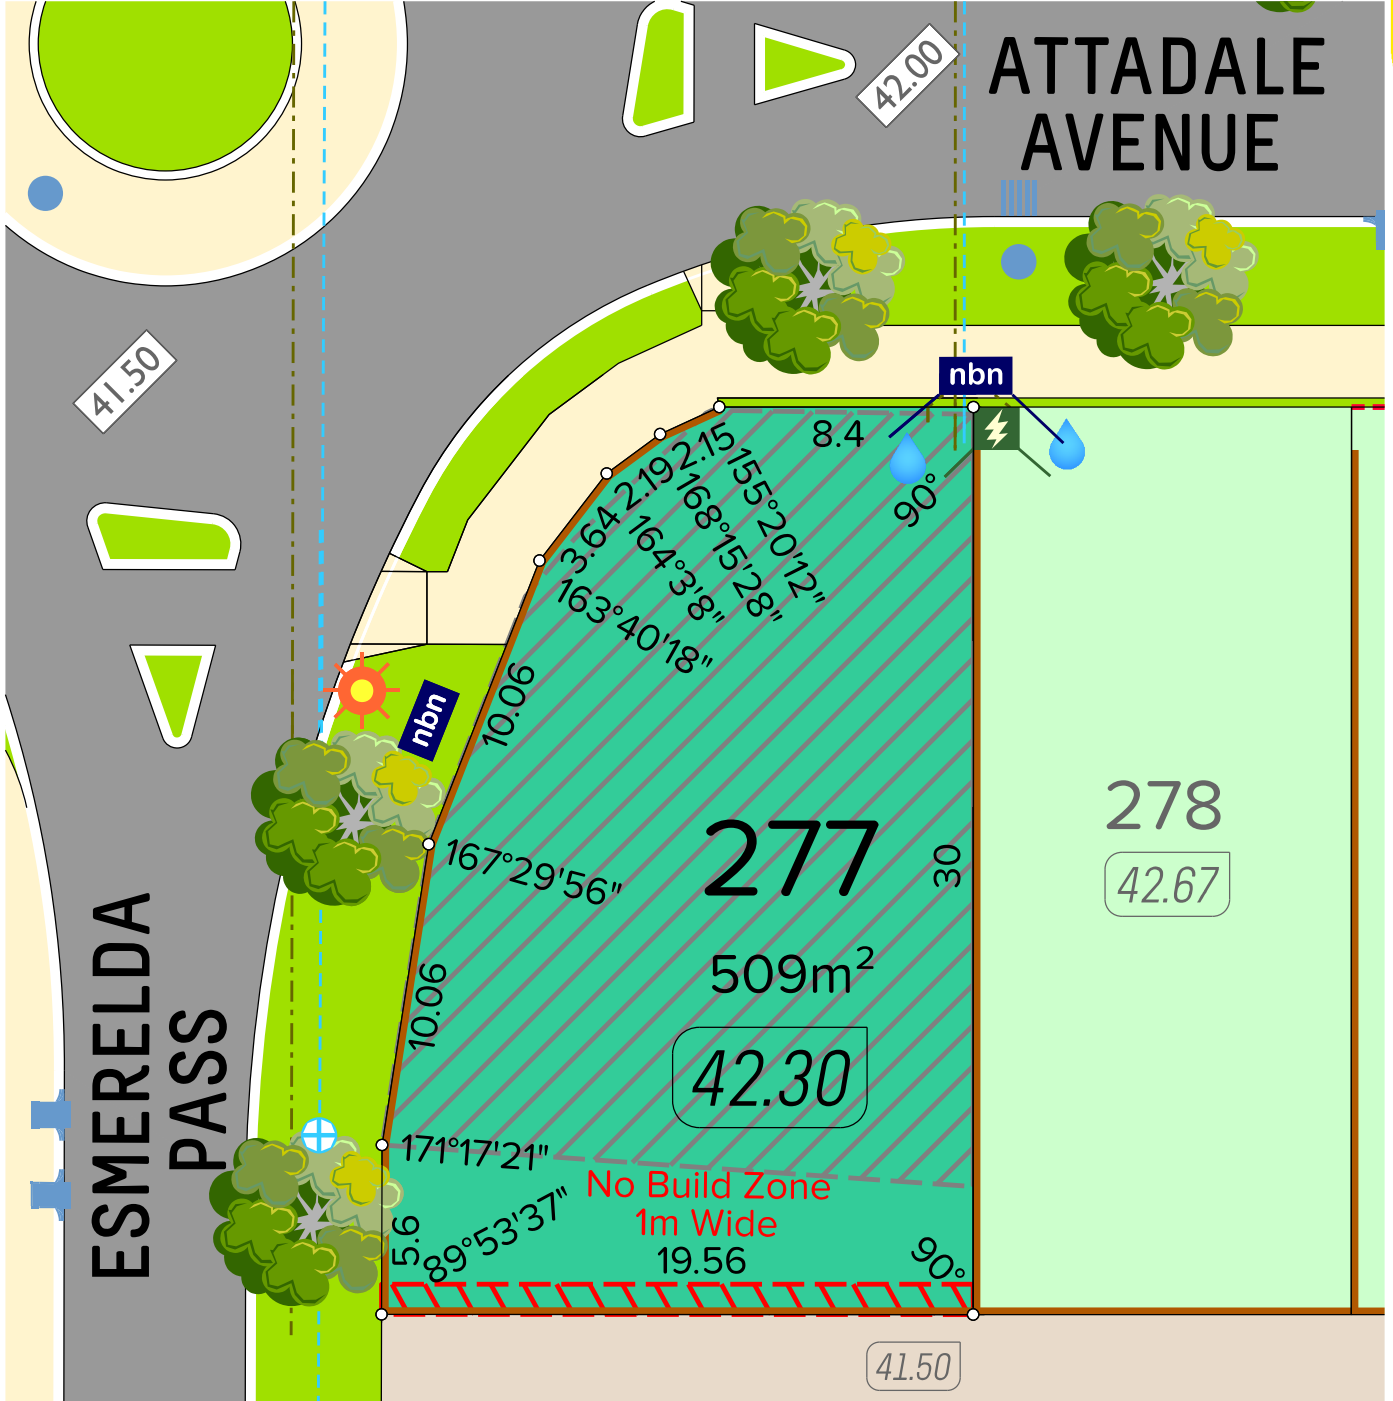 ATTADALE
AVENUE
42.00
41.50
nbn
8.4
90°
2.15
2.19
3.64
155°20'12"
168°15'28"
164°3'8"
163°40'18"
10.06
nbn
277
278
30
42.67
167°29'56"
509m²
10.06
42.30
ESMERELDA
PASS
171°17'21"
No Build Zone
1m Wide
5.6
89°53'37"
19.56
90°
41.50